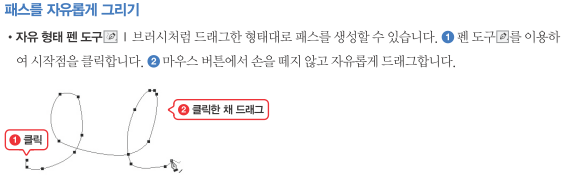 패스를 자유롭게 그리기
• 자유 형태 펜 도구 | 브러시처럼 드래그한 형태대로 패스를 생성할 수 있습니다. ❶ 펜 도구를 이용하
여 시작점을 클릭합니다. ❷ 마우스 버튼에서 손을 떼지 않고 자유롭게 드래그합니다.
❷ 클릭한 채 드래그
❶ 클릭